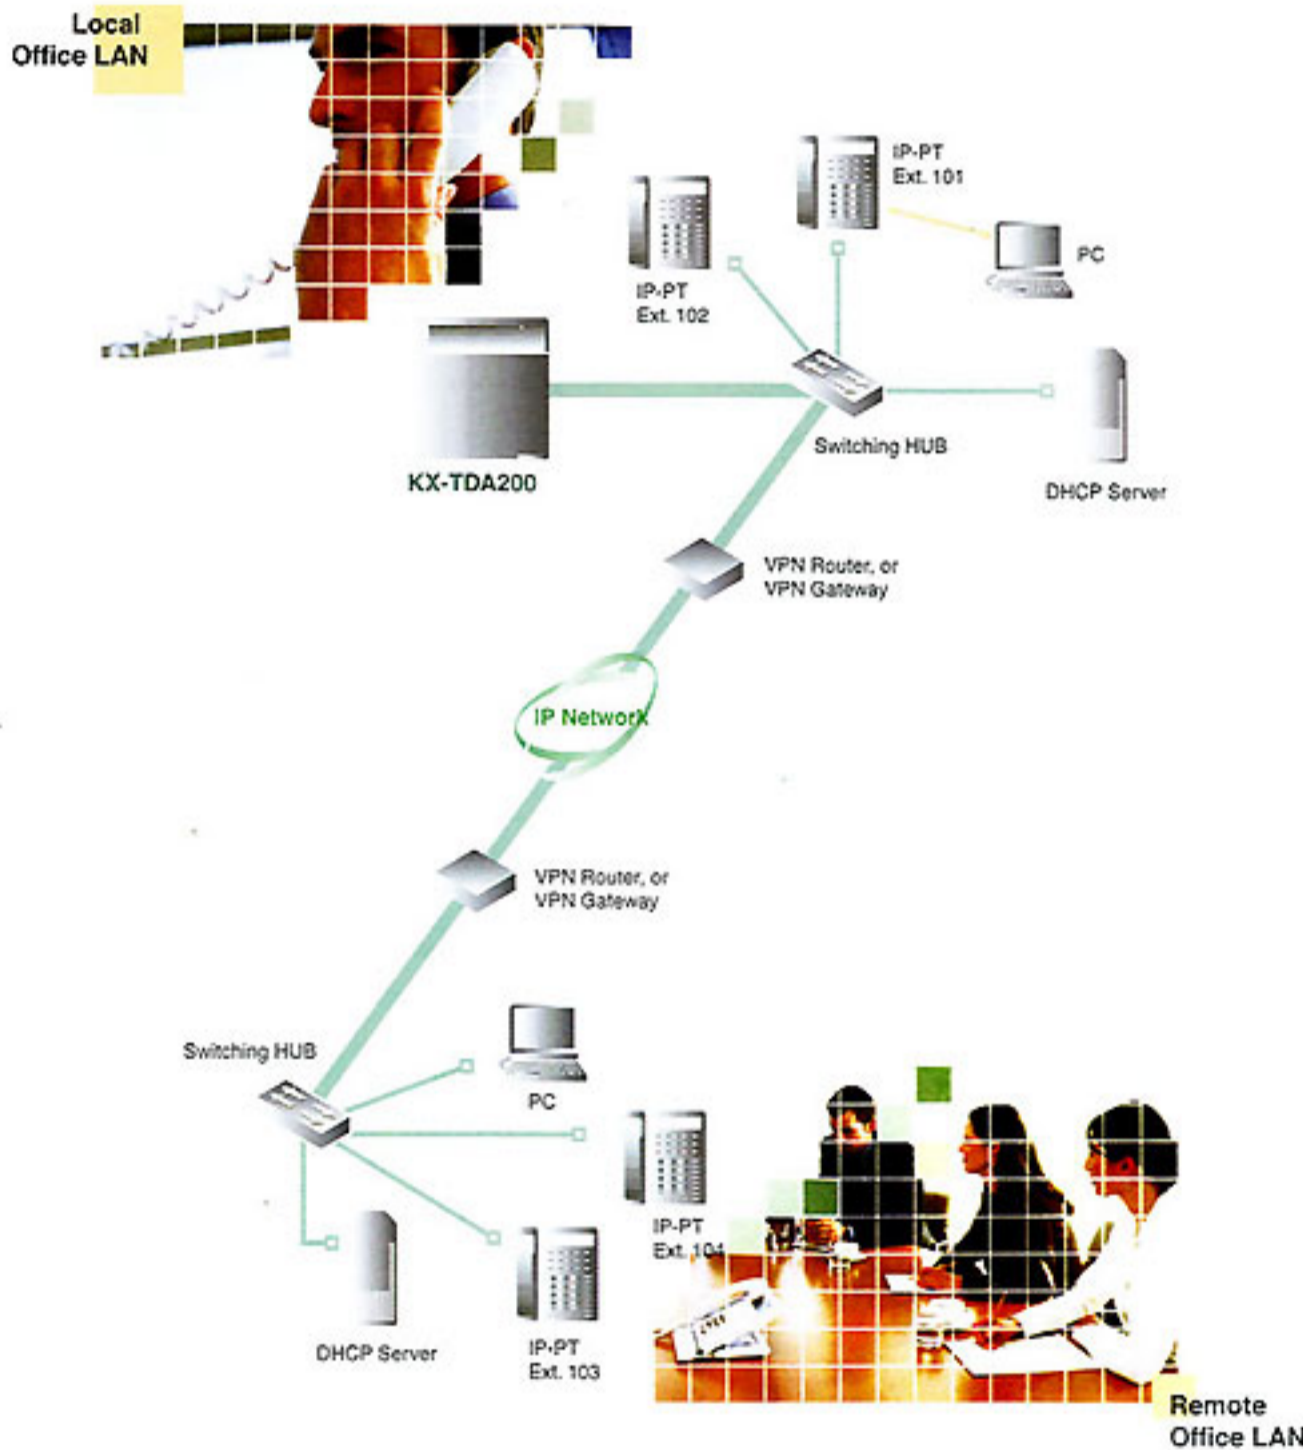 Local
Office LAN
IP-PT
Ext. 101
PC
IP-PT
Ext. 102
Switching HUB
KX-TDA200
DHCP Server
VPN Router, or
VPN Gateway
IP Network
VPN Router, or
VPN Gateway
Switching HUB
PC
IP-PT
Ext. 104
DHCP Server
IP-PT
Ext. 103
Remote
Office LAN